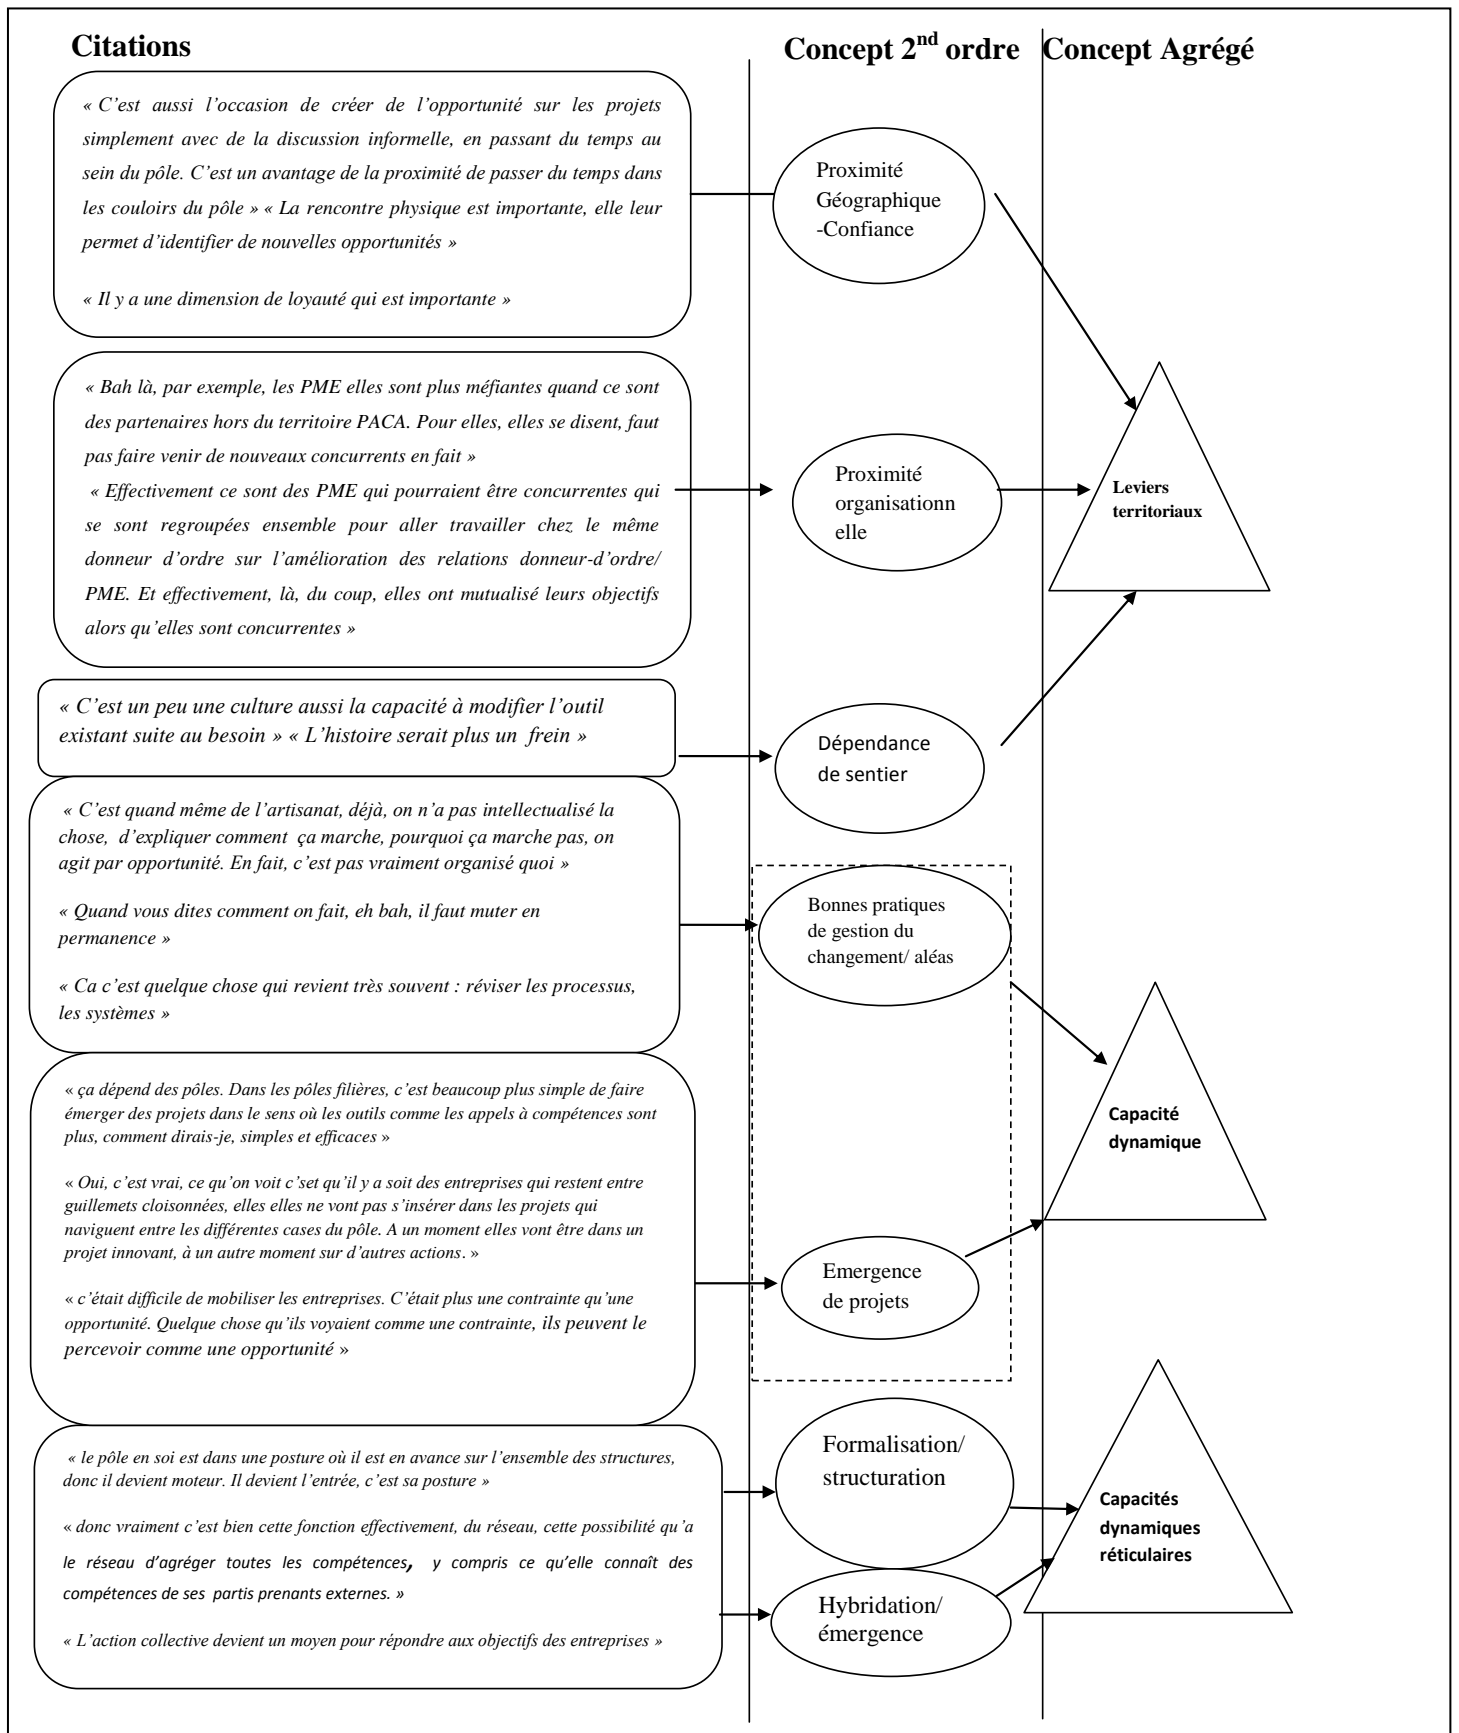 Citations
Concept 2nd ordre
Concept Agrégé
« C’est aussi l’occasion de créer de l’opportunité sur les projets
simplement avec de la discussion informelle, en passant du temps au
sein du pôle. C’est un avantage de la proximité de passer du temps dans
les couloirs du pôle » « La rencontre physique est importante, elle leur
permet d’identifier de nouvelles opportunités »
« Il y a une dimension de loyauté qui est importante »
Proximité
Géographique
-Confiance
« Bah là, par exemple, les PME elles sont plus méfiantes quand ce sont
des partenaires hors du territoire PACA. Pour elles, elles se disent, faut
pas faire venir de nouveaux concurrents en fait »
« Effectivement ce sont des PME qui pourraient être concurrentes qui
se sont regroupées ensemble pour aller travailler chez le même
donneur d’ordre sur l’amélioration des relations donneur-d’ordre/
PME. Et effectivement, là, du coup, elles ont mutualisé leurs objectifs
alors qu’elles sont concurrentes »
Proximité
organisationn
elle
Leviers
territoriaux
« C’est un peu une culture aussi la capacité à modifier l’outil
existant suite au besoin » « L’histoire serait plus un frein »
Dépendance
de sentier
« C’est quand même de l’artisanat, déjà, on n’a pas intellectualisé la
chose, d’expliquer comment ça marche, pourquoi ça marche pas, on
agit par opportunité. En fait, c’est pas vraiment organisé quoi »
« Quand vous dites comment on fait, eh bah, il faut muter en
permanence »
« Ca c’est quelque chose qui revient très souvent : réviser les processus,
les systèmes »
Bonnes pratiques
de gestion du
changement/ aléas
« ça dépend des pôles. Dans les pôles filières, c’est beaucoup plus simple de faire
émerger des projets dans le sens où les outils comme les appels à compétences sont
plus, comment dirais-je, simples et efficaces »
« Oui, c’est vrai, ce qu’on voit c’set qu’il y a soit des entreprises qui restent entre
guillemets cloisonnées, elles elles ne vont pas s’insérer dans les projets qui
naviguent entre les différentes cases du pôle. A un moment elles vont être dans un
projet innovant, à un autre moment sur d’autres actions. »
« c’était difficile de mobiliser les entreprises. C’était plus une contrainte qu’une
opportunité. Quelque chose qu’ils voyaient comme une contrainte, ils peuvent le
percevoir comme une opportunité »
Emergence
de projets
Capacité
dynamique
« le pôle en soi est dans une posture où il est en avance sur l’ensemble des structures,
donc il devient moteur. Il devient l’entrée, c’est sa posture »
« donc vraiment c’est bien cette fonction effectivement, du réseau, cette possibilité qu’a
le réseau d’agréger toutes les compétences, y compris ce qu’elle connaît des
compétences de ses partis prenants externes. »
« L’action collective devient un moyen pour répondre aux objectifs des entreprises »
Formalisation/
structuration
Hybridation/
émergence
Capacités
dynamiques
réticulaires